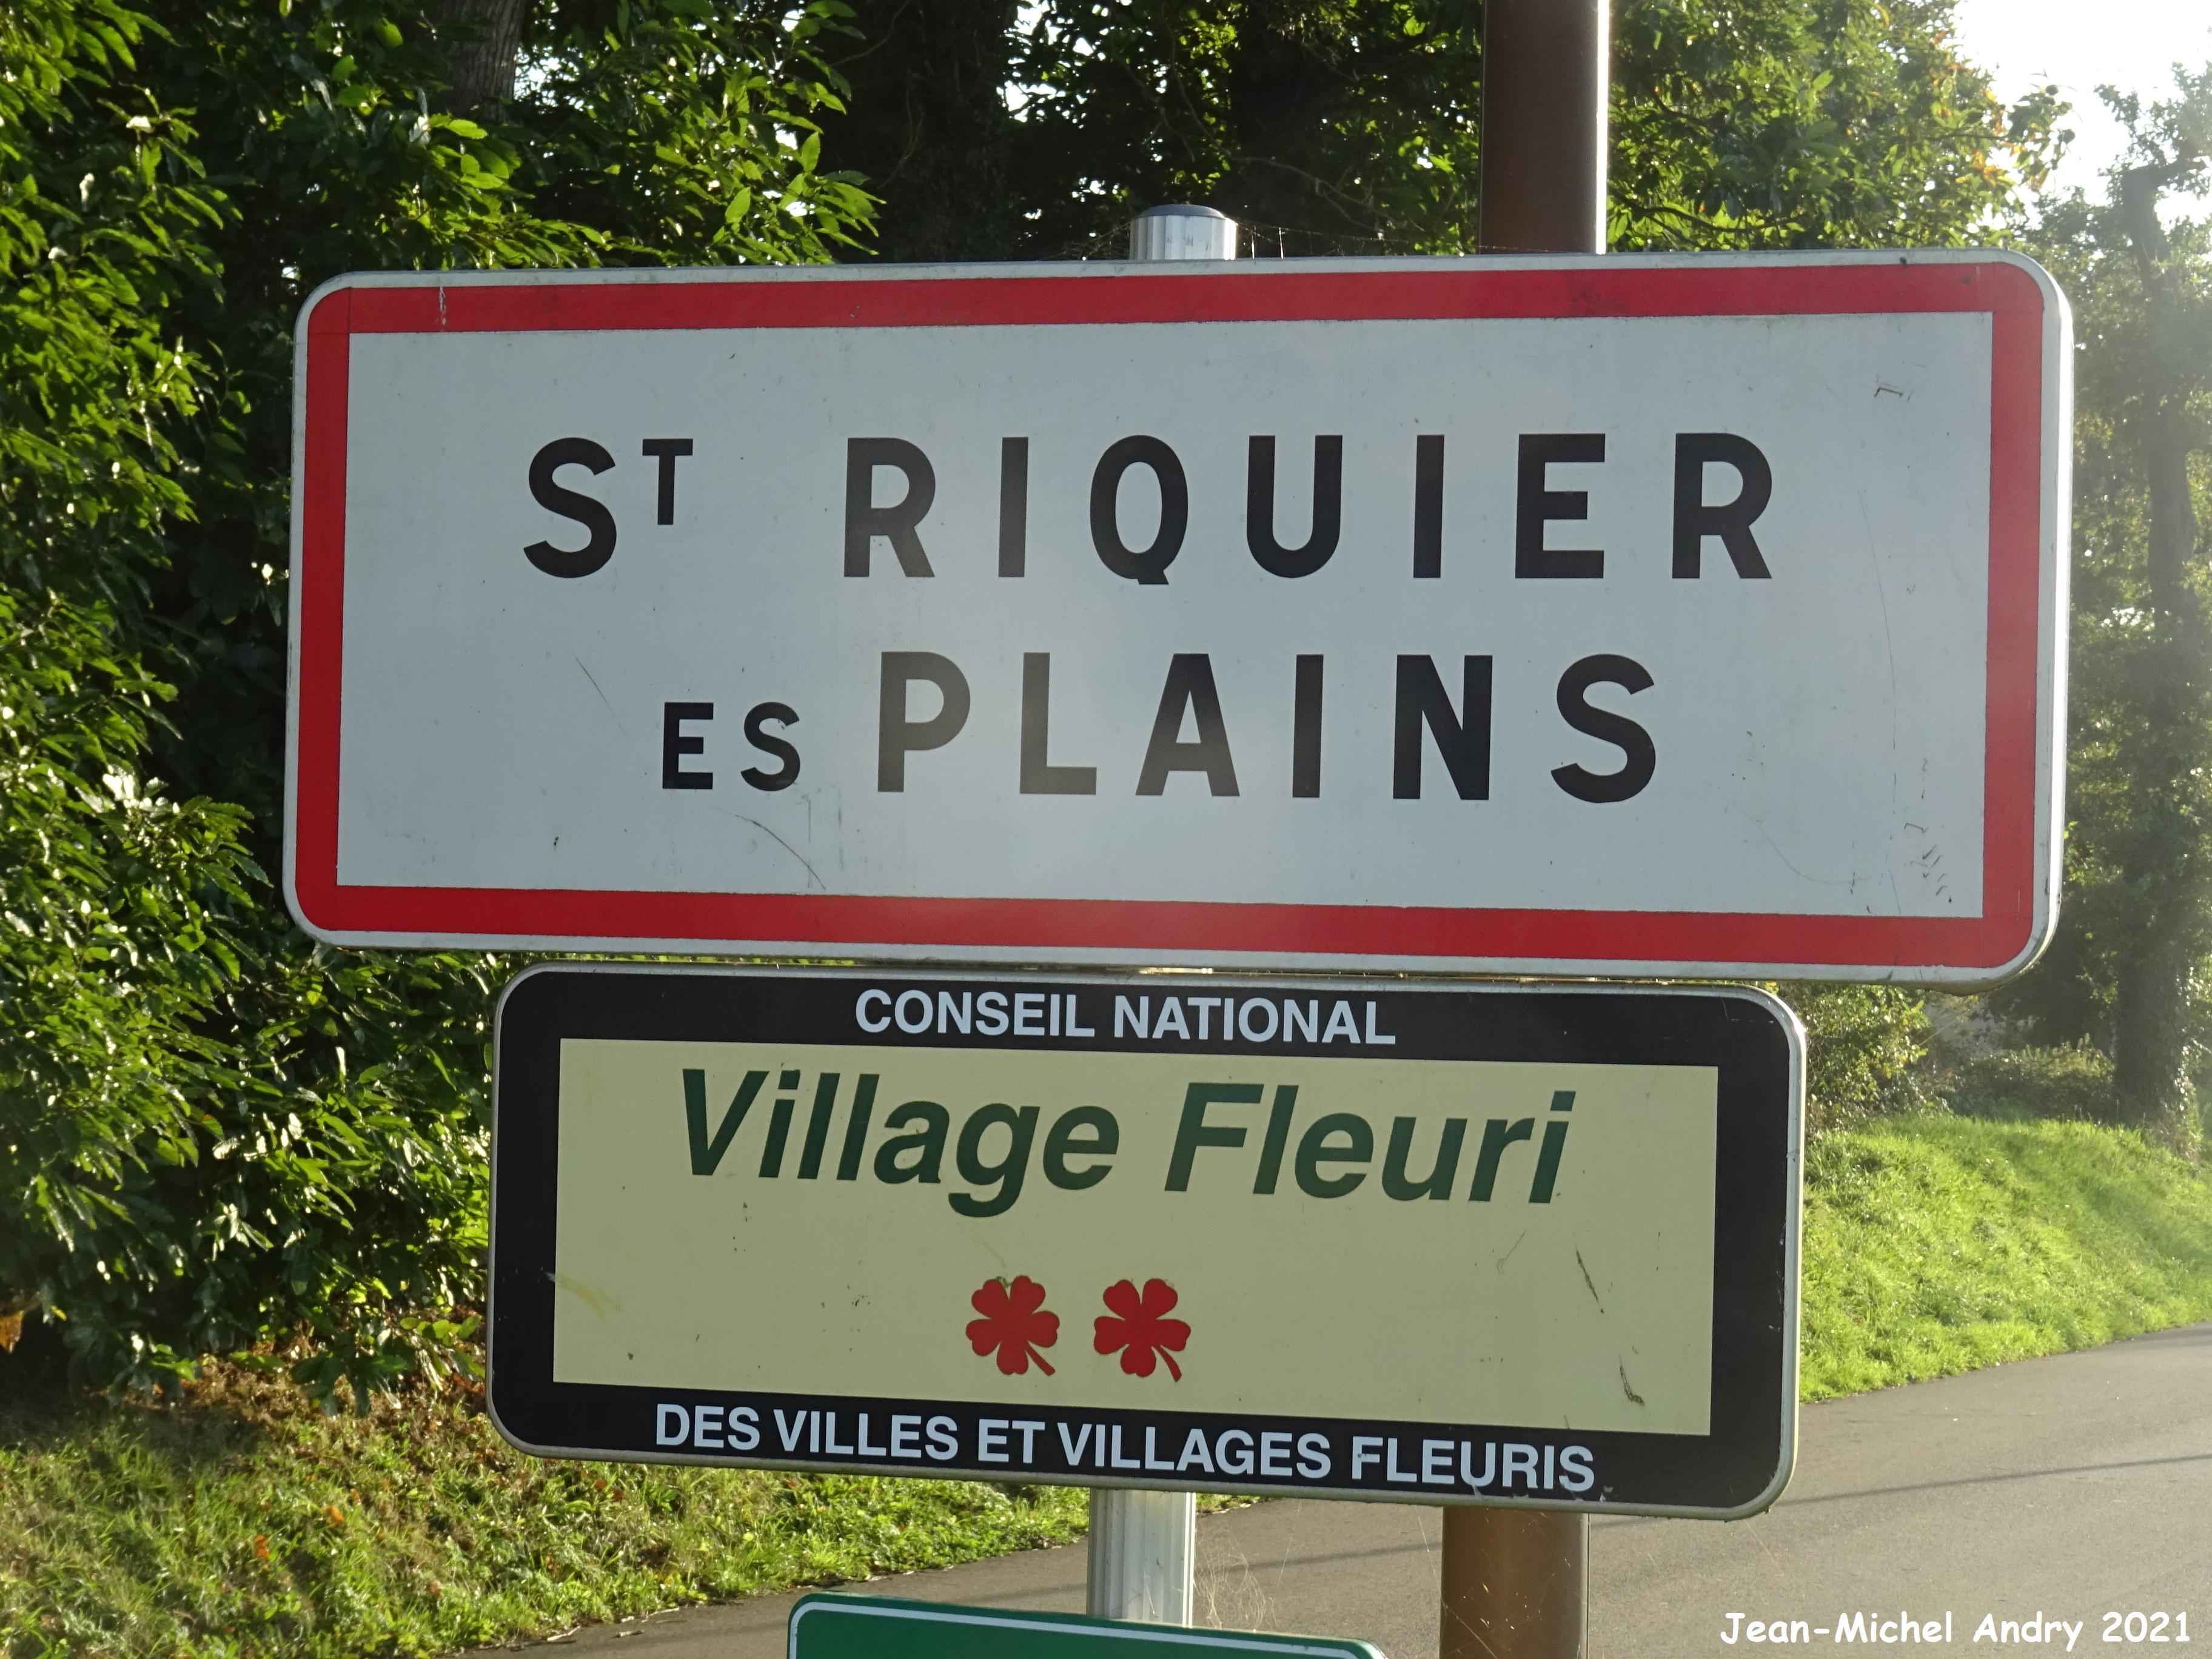 ST RIQUIER
ES PLAINS
CONSEIL NATIONAL
Village Fleuri
DES VILLES ET VILLAGES FLEURIS
Jean-Michel Andry 2021